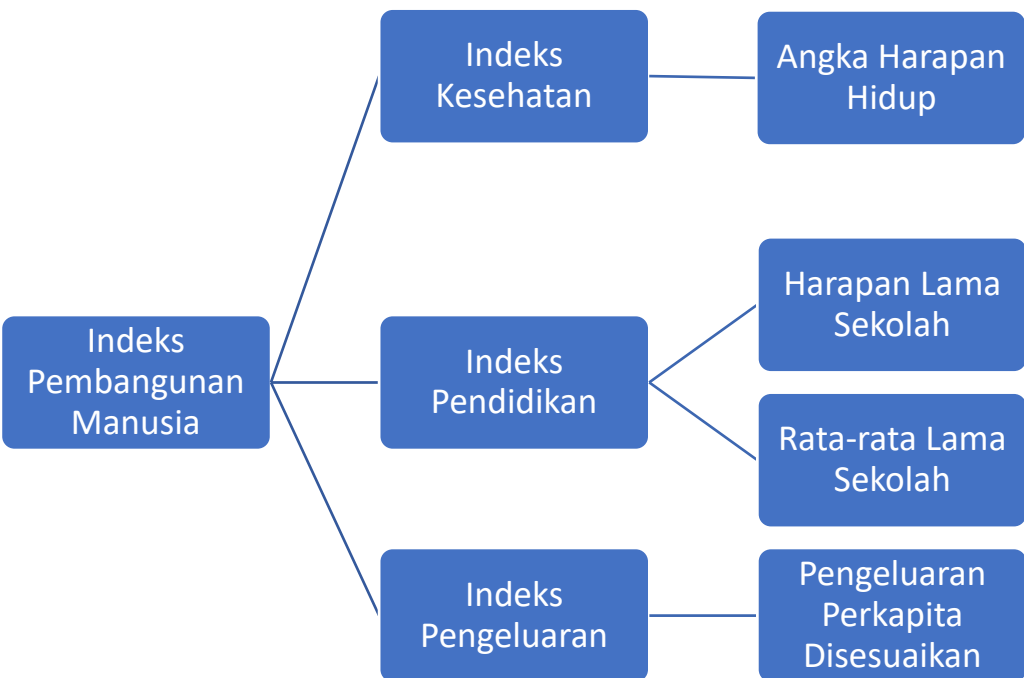 Indeks
Kesehatan
Angka Harapan
Hidup
Indeks
Pembangunan
Manusia
Indeks
Pendidikan
Harapan Lama
Sekolah
Rata-rata Lama
Sekolah
Indeks
Pengeluaran
Pengeluaran
Perkapita
Disesuaikan